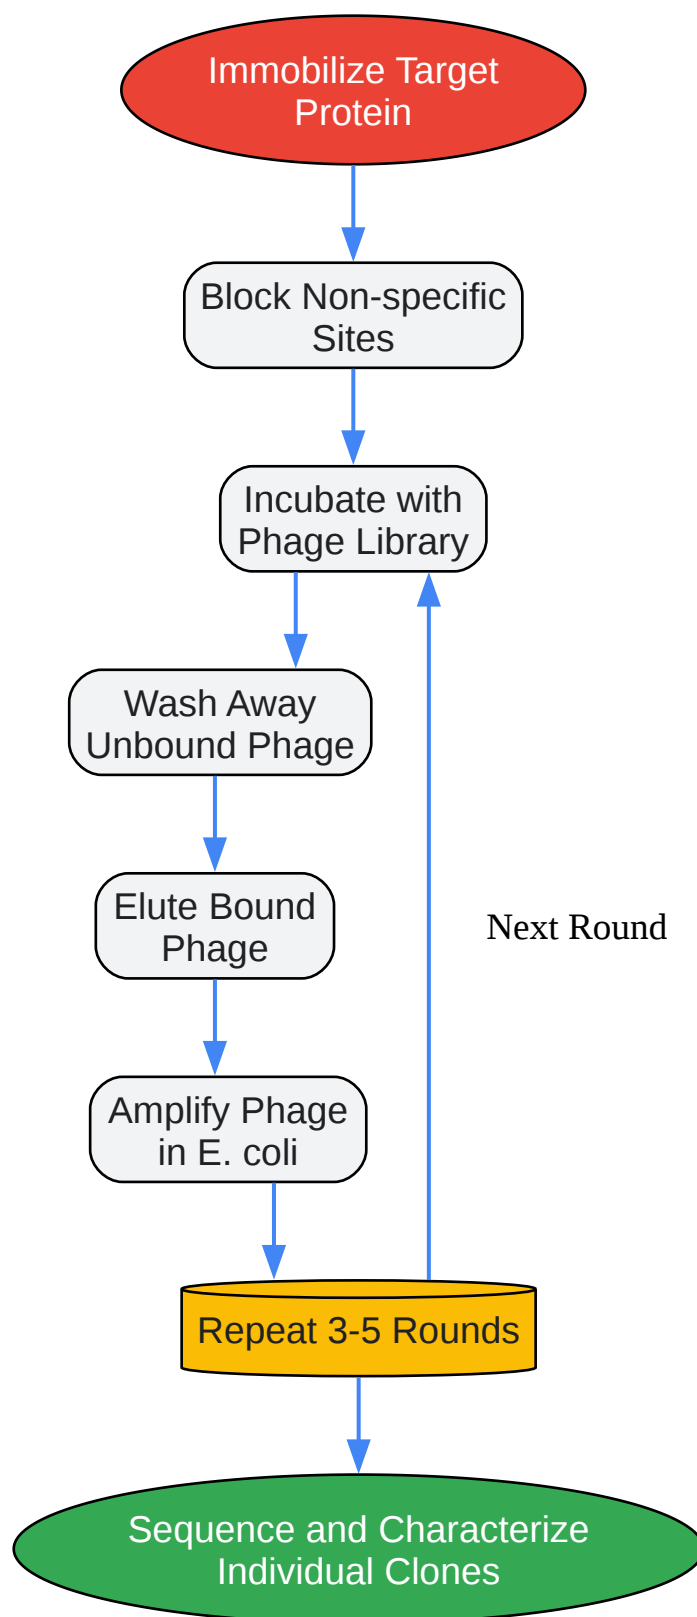 Immobilize Target
Protein
Block Non-specific
Sites
Incubate with
Phage Library
Wash Away
Unbound Phage
Elute Bound
Phage
Next Round
Amplify Phage
in E. coli
Repeat 3-5 Rounds
Sequence and Characterize
Individual Clones